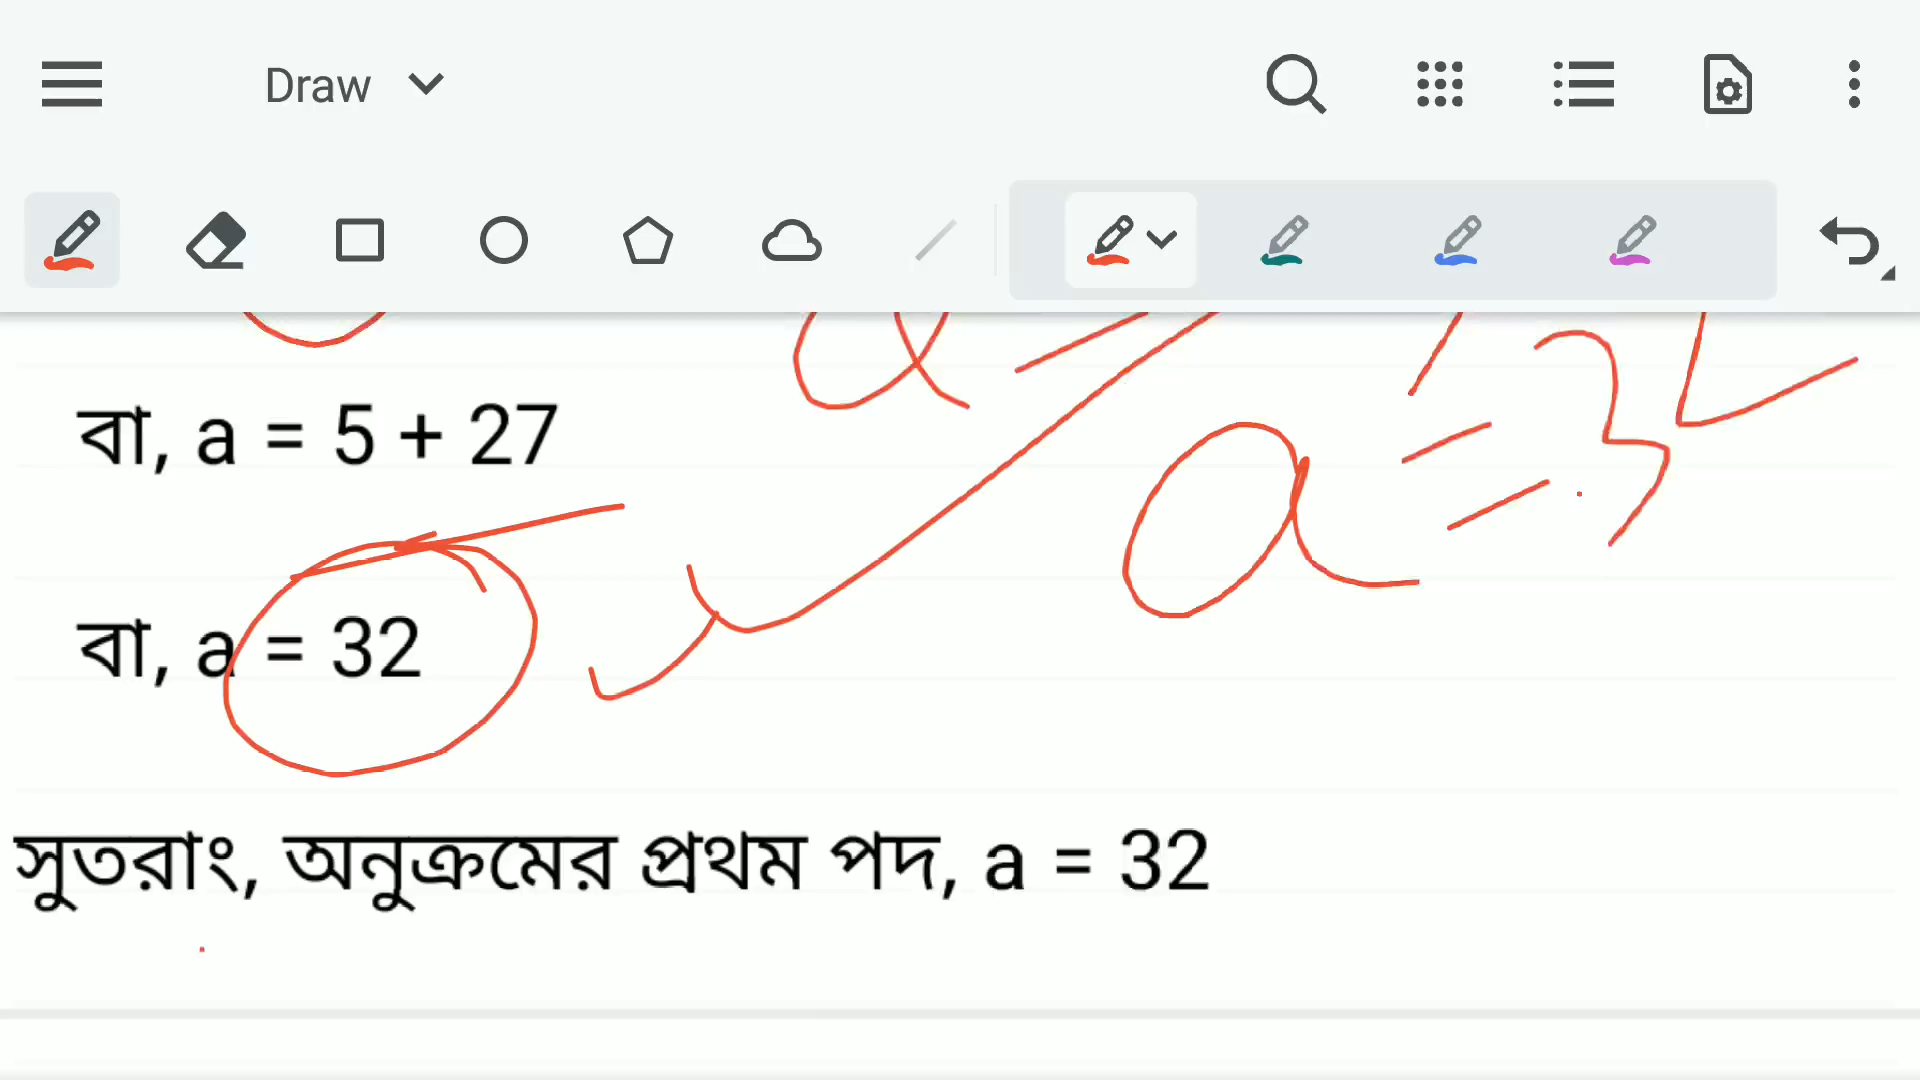 Draw
বা, a = 5 + 27
a = 32
বা, a = 32
সুতরাং, অনুক্রমের প্রথম পদ, a = 32